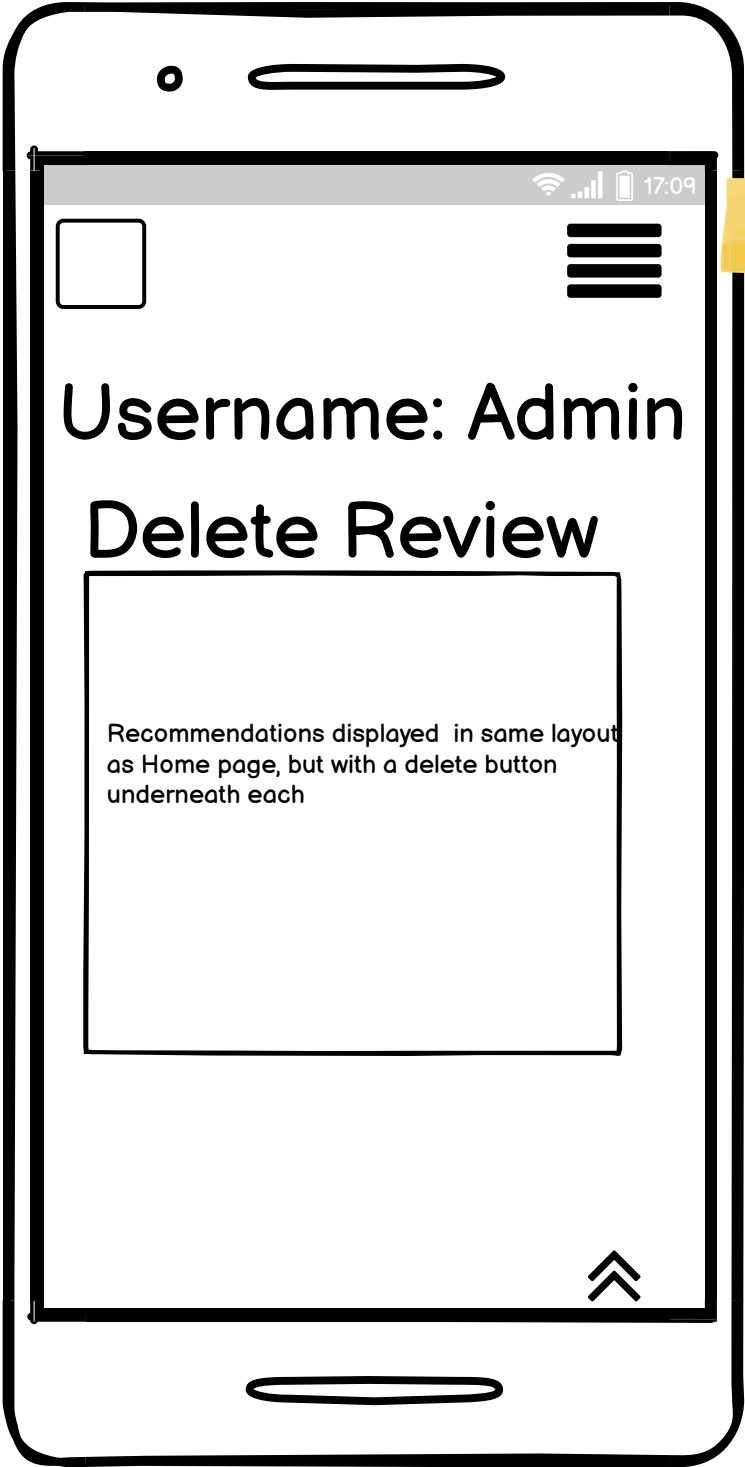 17:09
Username: Admin
Delete Review
Recommendations displayed  in same layout
as Home page, but with a delete button
underneath each